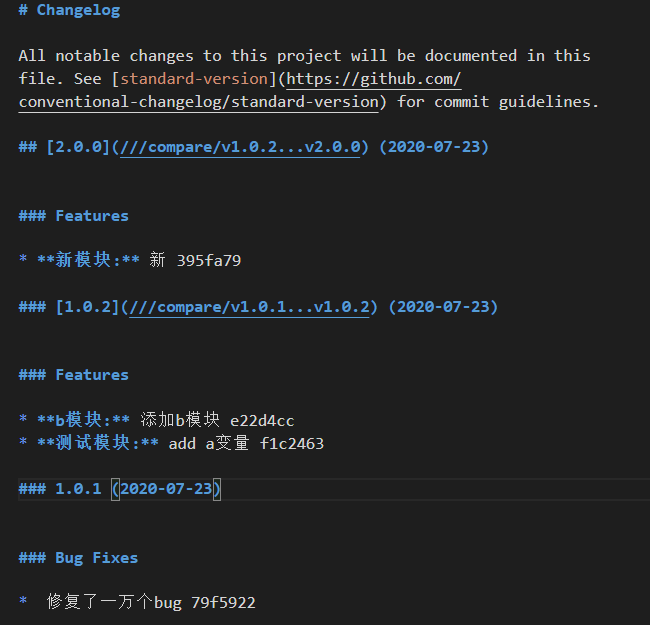 # Changelog
All notable changes to this project will be documented in this
file. See [standard-version](https://github.com/
conventional-changelog/standard-version) for commit guidelines.
## [2.0.0](///compare/v1.0.2...v2.0.0) (2020-07-23)
### Features
* **新模块:** 新 395fa79
### [1.0.2](///compare/v1.0.1...v1.0.2) (2020-07-23)
### Features
* **b模块:** 添加b模块 e22d4cc
* **测试模块:** add a变量 f1c2463
### 1.0.1 (2020-07-23)
### Bug Fixes
*  修复了一万个bug 79f5922